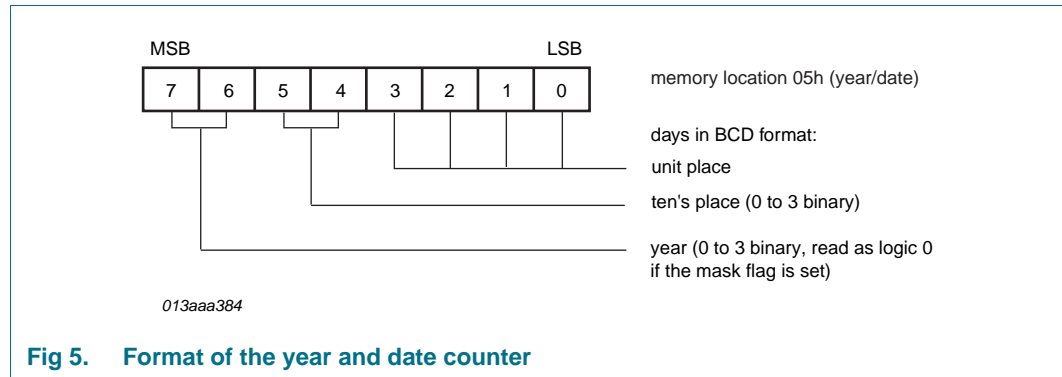 MSB LSB
7 6 5 4 3 2 1 0
memory location 05h (year/date)
days in BCD format:
unit place
ten's place (0 to 3 binary)
year (0 to 3 binary, read as logic 0
if the mask flag is set)
013aaa384
Fig 5. Format of the year and date counter